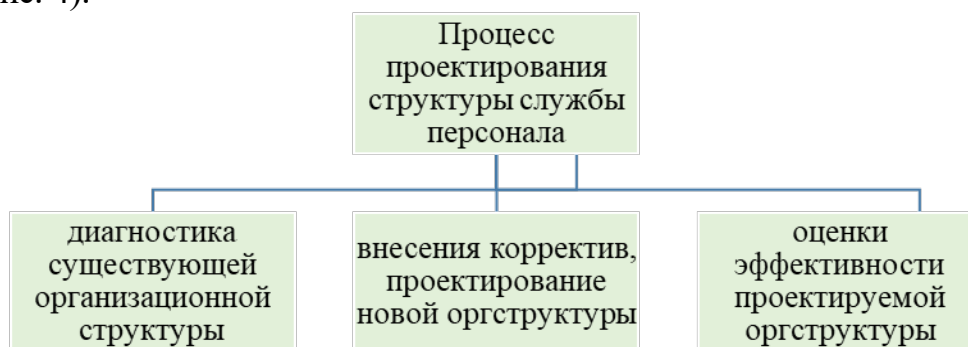 Процесс
проектирования
структуры службы
персонала
диагностика
существующей
организационной
структуры
внесения корректив,
проектирование
новой оргструктуры
оценки
эффективности
проектируемой
оргструктуры